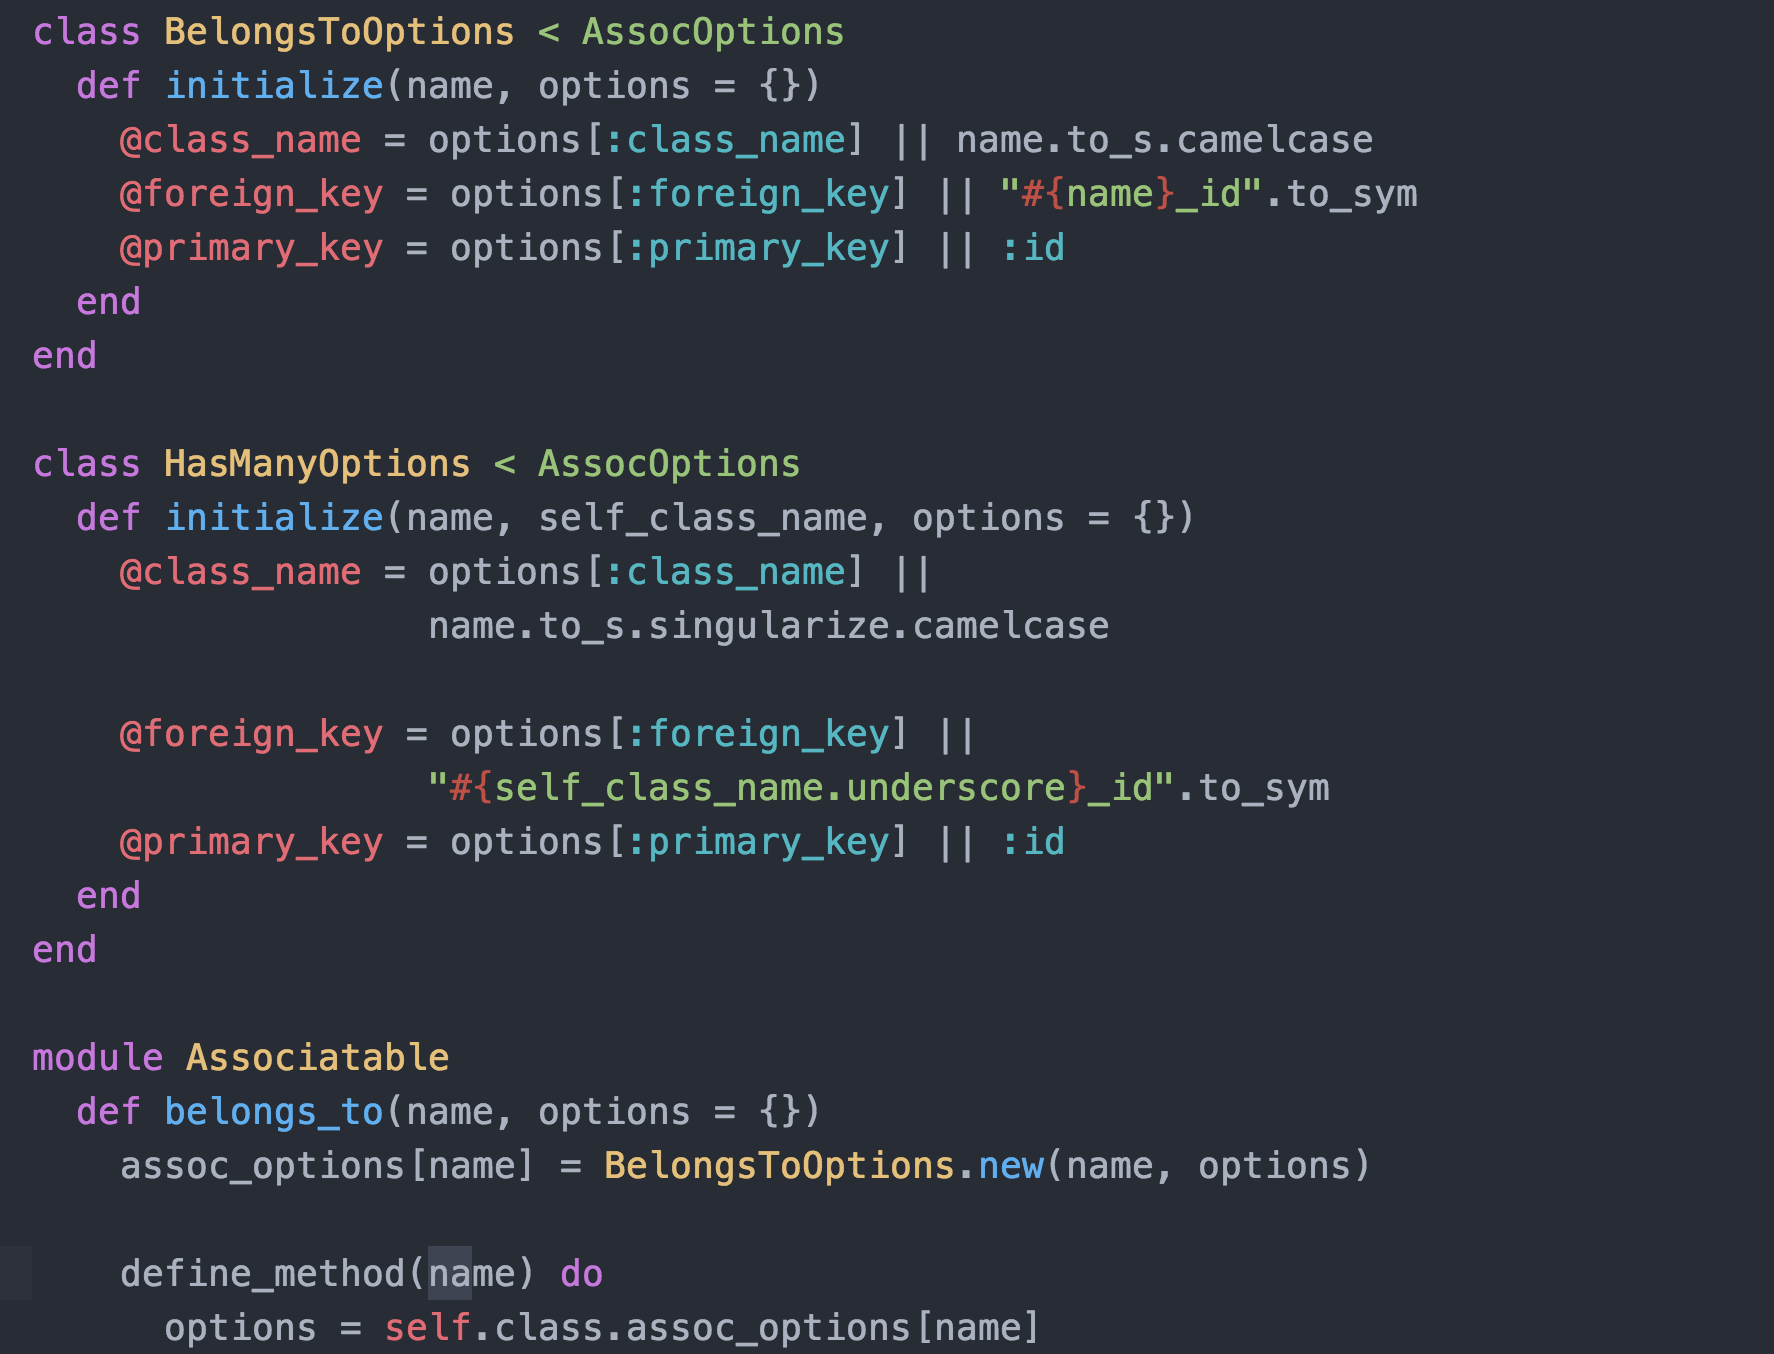 class BelongsToOptions < AssocOptions
  def initialize(name, options = {})
    @class_name = options[:class_name] || name.to_s.camelcase
    @foreign_key = options[:foreign_key] || "#{name}_id".to_sym
    @primary_key = options[:primary_key] || :id
  end
end

class HasManyOptions < AssocOptions
  def initialize(name, self_class_name, options = {})
    @class_name = options[:class_name] ||
                  name.to_s.singularize.camelcase

    @foreign_key = options[:foreign_key] ||
                  "#{self_class_name.underscore}_id".to_sym
    @primary_key = options[:primary_key] || :id
  end
end

module Associatable
  def belongs_to(name, options = {})
    assoc_options[name] = BelongsToOptions.new(name, options)

    define_method(name) do
      options = self.class.assoc_options[name]